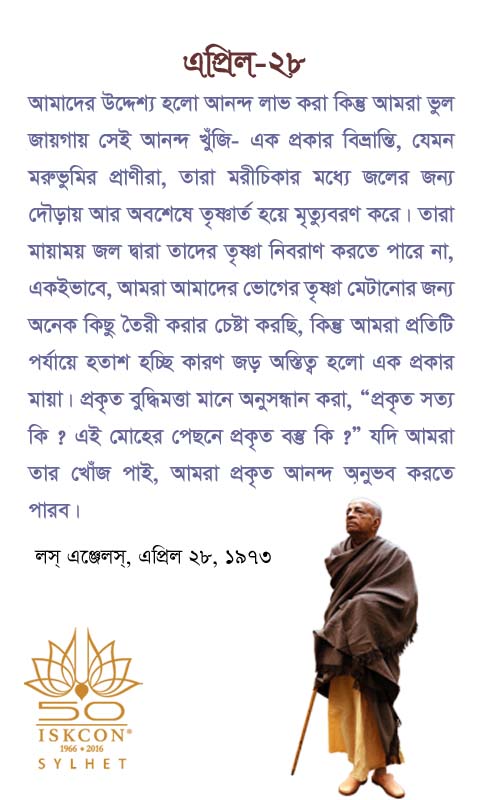 এপ্রিল-২৮
আমাদের উদ্দেশ্য হলো আনন্দ লাভ করা কিন্তু আমরা ভুল
জায়গায় সেই আনন্দ খুঁজি- এক প্রকার বিভ্রান্তি, যেমন
মরুভুমির প্রাণীরা, তারা মরীচিকার মধ্যে জলের জন্য
দৌড়ায় আর অবশেষে তৃষ্ণার্ত হয়ে মৃত্যুবরণ করে। তারা
মায়াময় জল দ্বারা তাদের তৃষ্ণা নিবরাণ করতে পারে না,
একইভাবে, আমরা আমাদের ভোগের তৃষ্ণা মেটানোর জন্য
অনেক কিছু তৈরী করার চেষ্টা করছি, কিন্তু আমরা প্রতিটি
পর্যায়ে হতাশ হচ্ছি কারণ জড় অস্তিত্ব হলো এক প্রকার
মায়া। প্রকৃত বুদ্ধিমত্তা মানে অনুসন্ধান করা, “প্রকৃত সত্য
কি ? এই মোহের পেছনে প্রকৃত বস্তু কি ?” যদি আমরা
তার খোঁজ পাই, আমরা প্রকৃত আনন্দ অ়নুভব করতে
পারব।
লস্ এঞ্জেলস্, এপ্রিল ২৮, ১৯৭৩
50
ISKCON®
1966 • 2016
SYLHET